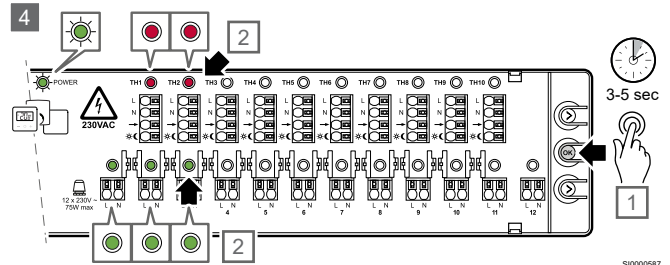 4
2
POWER
TH1 TH2 TH3 TH4 TH5 TH6 TH7 TH8 TH9 TH10
3-5 sec
230VAC
L
N
OK
1
12 x 230V ~
75W max
L N L N L N L N L N L N L N L N L N L N L N
4 5 6 7 8 9 10 11 12
2
SI0000587